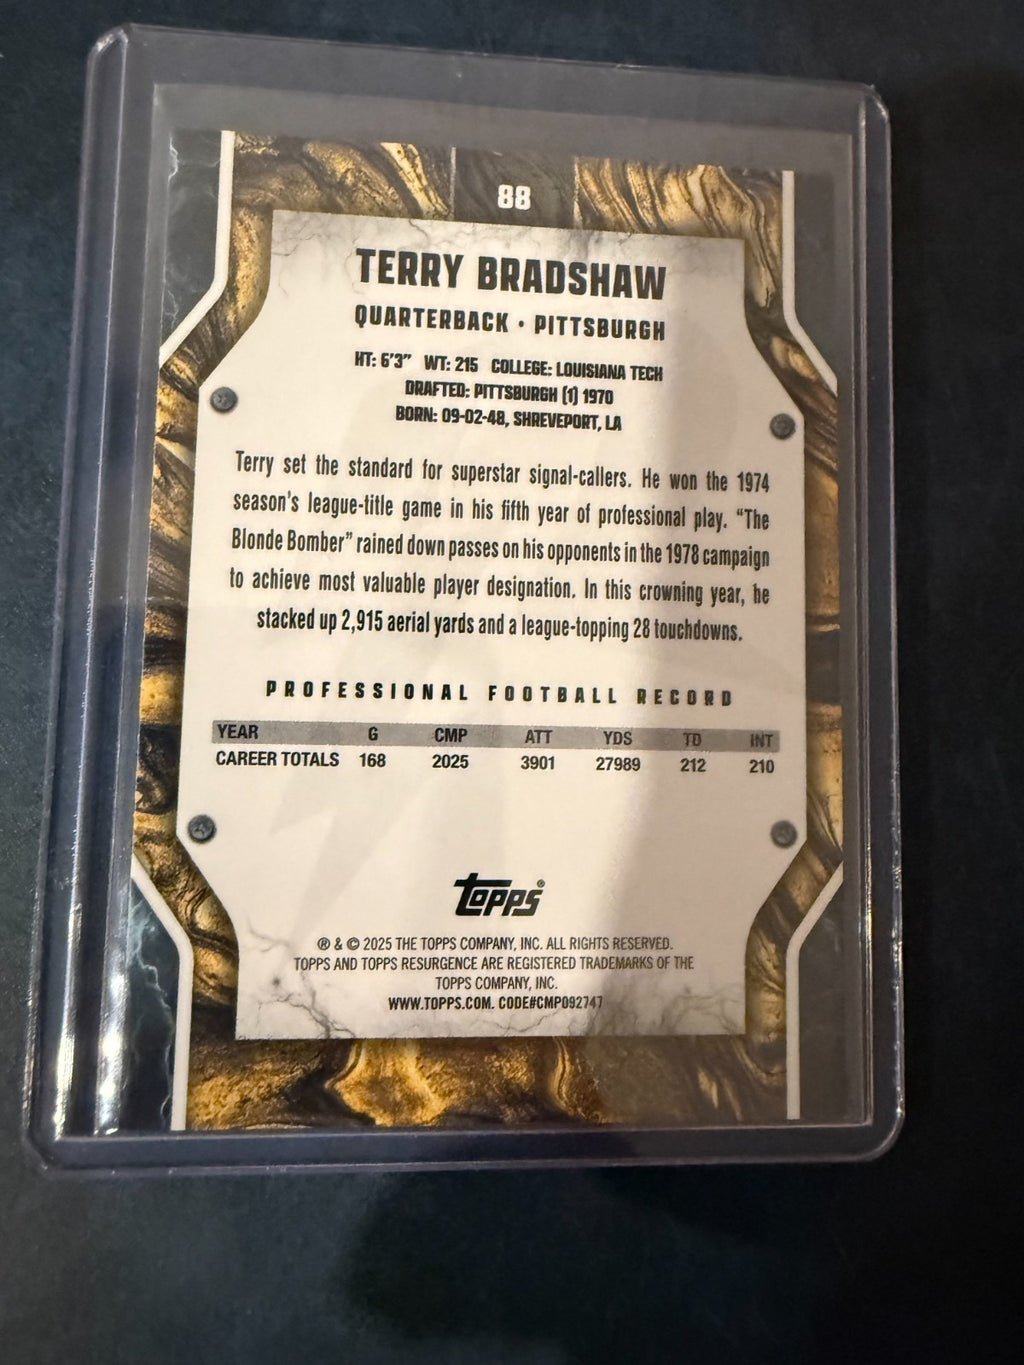 88
TERRY BRADSHAW
QUARTERBACK • PITTSBURGH
HT: 6'3" WT: 215 COLLEGE: LOUISIANA TECH
DRAFTED: PITTSBURGH (1) 1970
BORN: 09-02-48, SHREVEPORT, LA
Terry set the standard for superstar signal-callers. He won the 1974
season's league-title game in his fifth year of professional play. “The
Blonde Bomber” rained down passes on his opponents in the 1978 campaign
to achieve most valuable player designation. In this crowning year, he
stacked up 2,915 aerial yards and a league-topping 28 touchdowns.
PROFESSIONAL FOOTBALL RECORD
YEAR G CMP ATT YDS TD INT
CAREER TOTALS 168 2025 3901 27989 212 210
TOPPS®
® & © 2025 THE TOPPS COMPANY, INC. ALL RIGHTS RESERVED.
TOPPS AND TOPPS RESURGENCE ARE REGISTERED TRADEMARKS OF THE
TOPPS COMPANY, INC.
WWW.TOPPS.COM. CODE#CMP092747